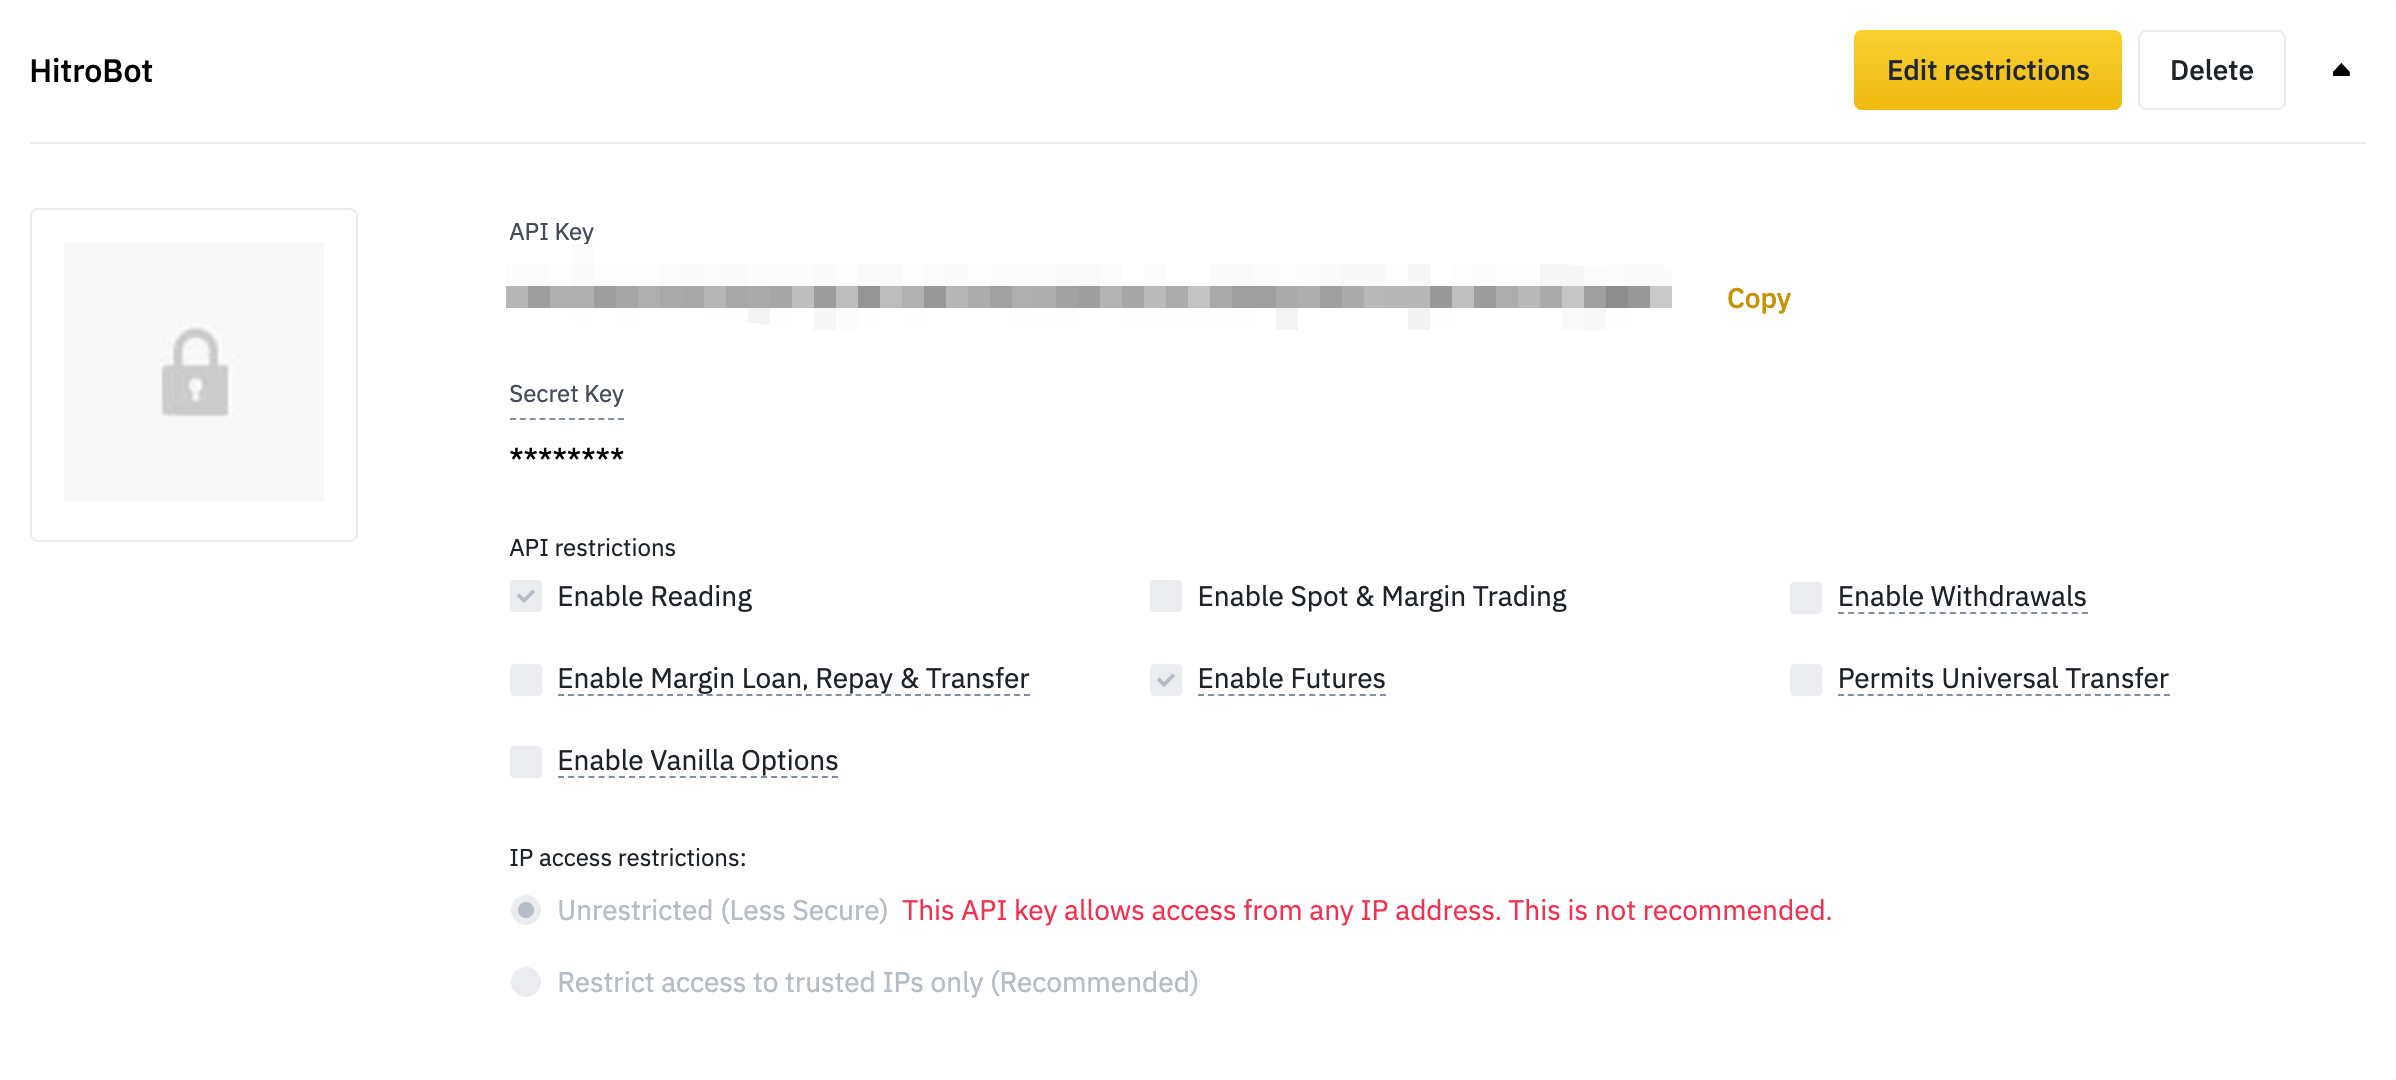 HitroBot
Edit restrictions
Delete
API Key
Copy
Secret Key
********
API restrictions
Enable Reading
Enable Spot & Margin Trading
Enable Withdrawals
Enable Margin Loan, Repay & Transfer
Enable Futures
Permits Universal Transfer
Enable Vanilla Options
IP access restrictions:
Unrestricted (Less Secure) This API key allows access from any IP address. This is not recommended.
Restrict access to trusted IPs only (Recommended)